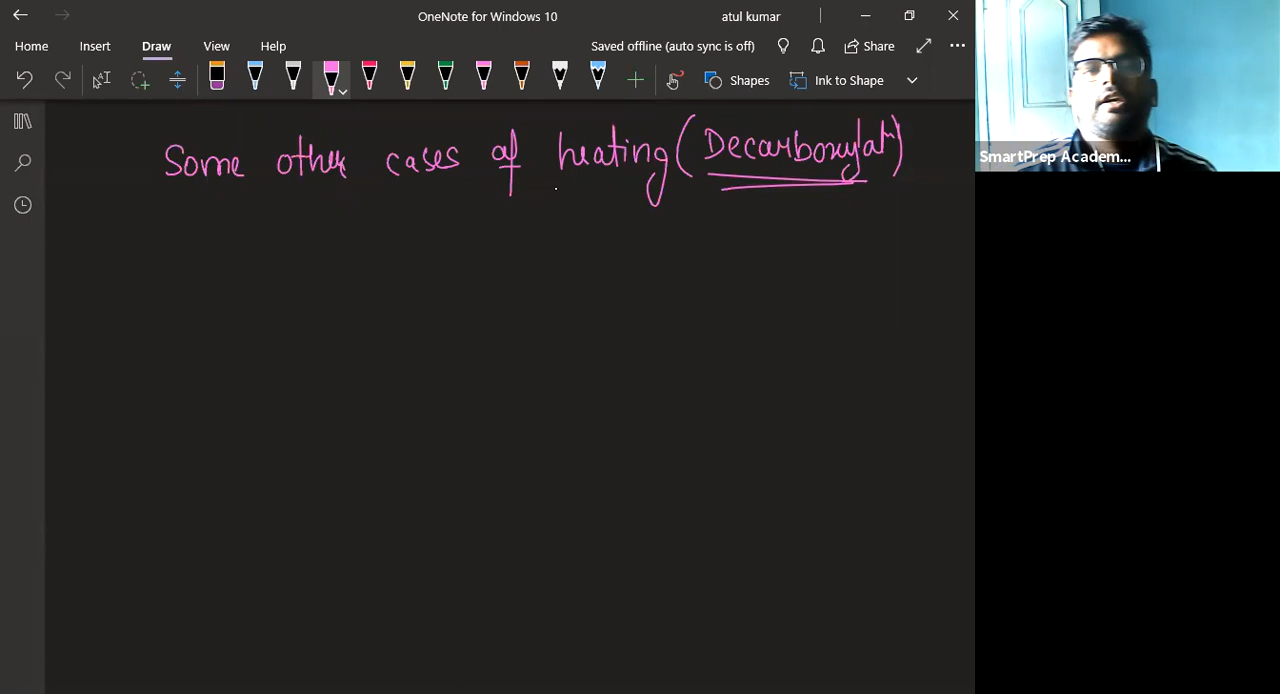 OneNote for Windows 10
atul kumar
Home Insert Draw View Help
Saved offline (auto sync is off)
Share
Shapes
Ink to Shape
Some other cases of heating (Decarboxylatn)
SmartPrep Academ...